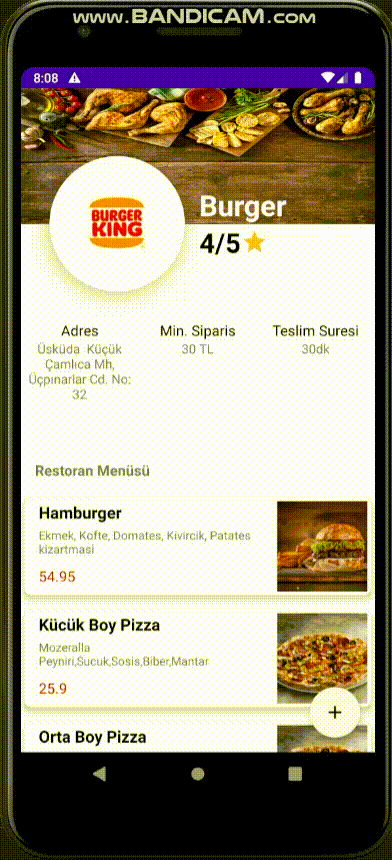 www.BANDICAM.com
8:08
BURGER
KING
Burger
4/5
Adres
Üsküda Küçük
Çamlıca Mh,
Üçpınarlar Cd. No:
32
Min. Siparis
30 TL
Teslim Suresi
30dk
Restoran Menüsü
Hamburger
Ekmek, Kofte, Domates, Kivircik, Patates
kizartmasi
54.95
Kücük Boy Pizza
Mozeralla
Peyniri,Sucuk,Sosis,Biber,Mantar
25.9
+
Orta Boy Pizza